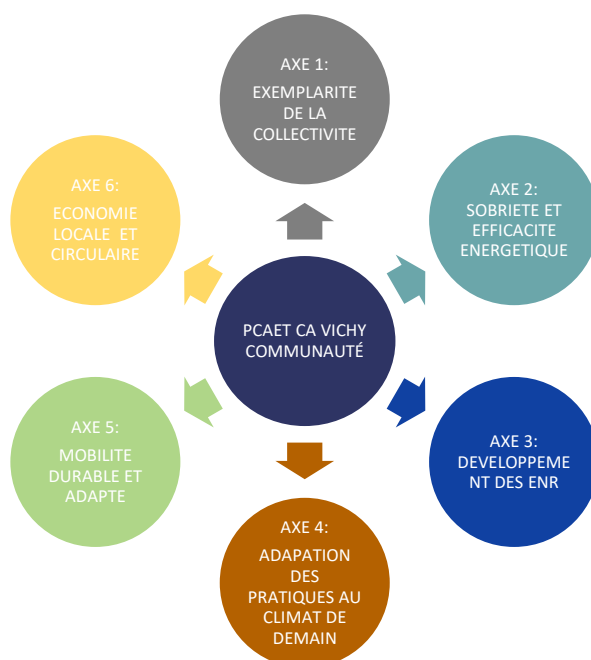 AXE 1:
EXEMPLARITE
DE LA
COLLECTIVITE
AXE 6:
ECONOMIE
LOCALE ET
CIRCULAIRE
AXE 2:
SOBRIETE ET
EFFICACITE
ENERGETIQUE
PCAET CA VICHY
COMMUNAUTÉ
AXE 5:
MOBILITE
DURABLE ET
ADAPTE
AXE 3:
DEVELOPPEME
NT DES ENR
AXE 4:
ADAPATION
DES
PRATIQUES AU
CLIMAT DE
DEMAIN